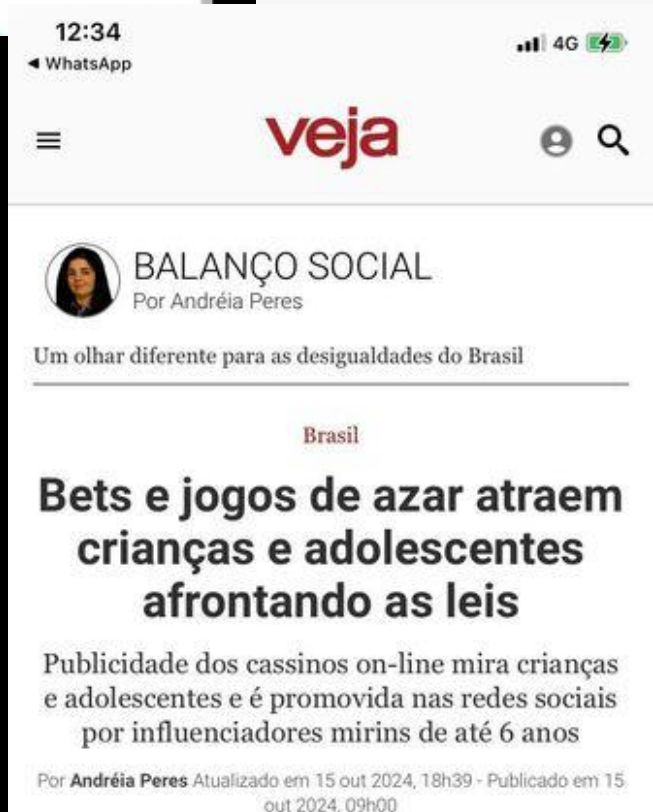 12:34
4G
◀ WhatsApp
veja
BALANÇO SOCIAL
Por Andréia Peres
Um olhar diferente para as desigualdades do Brasil
Brasil
Bets e jogos de azar atraem
crianças e adolescentes
afrontando as leis
Publicidade dos cassinos on-line mira crianças
e adolescentes e é promovida nas redes sociais
por influenciadores mirins de até 6 anos
Por Andréia Peres Atualizado em 15 out 2024, 18h39 - Publicado em 15
out 2024, 09h00